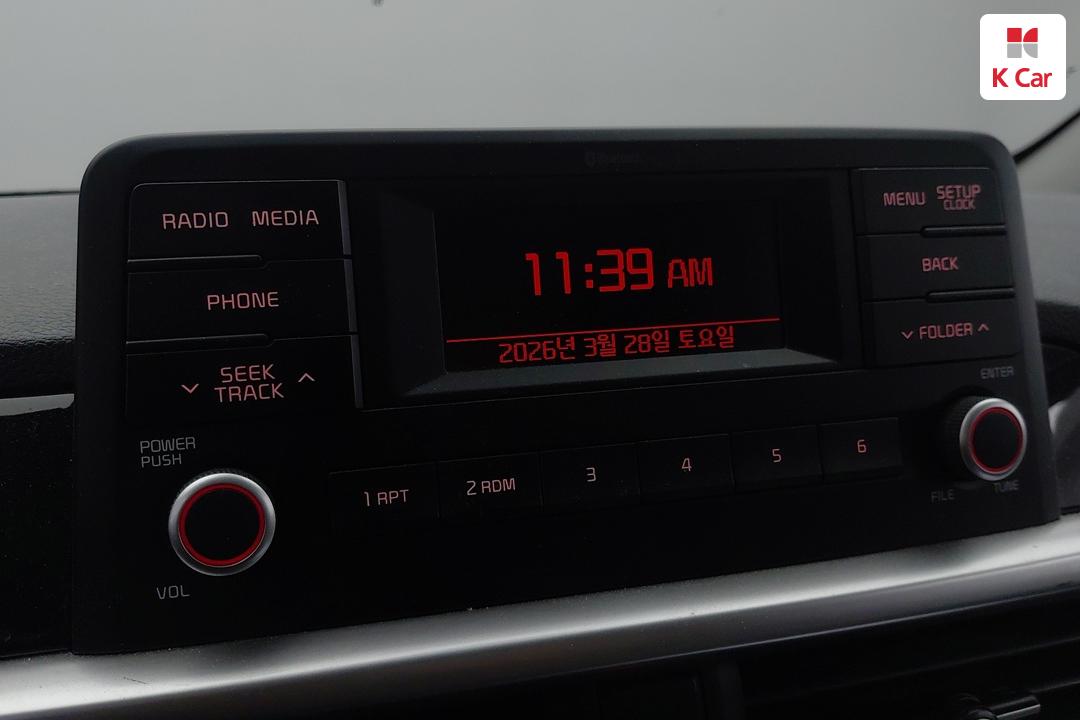 K Car
RADIO MEDIA
MENU SETUP
CLOCK
11:39 AM
PHONE
BACK
2026년 3월 28일 토요일
FOLDER
SEEK
TRACK
ENTER
POWER
PUSH
1 RPT 2 RDM 3 4 5 6
FILE TUNE
VOL